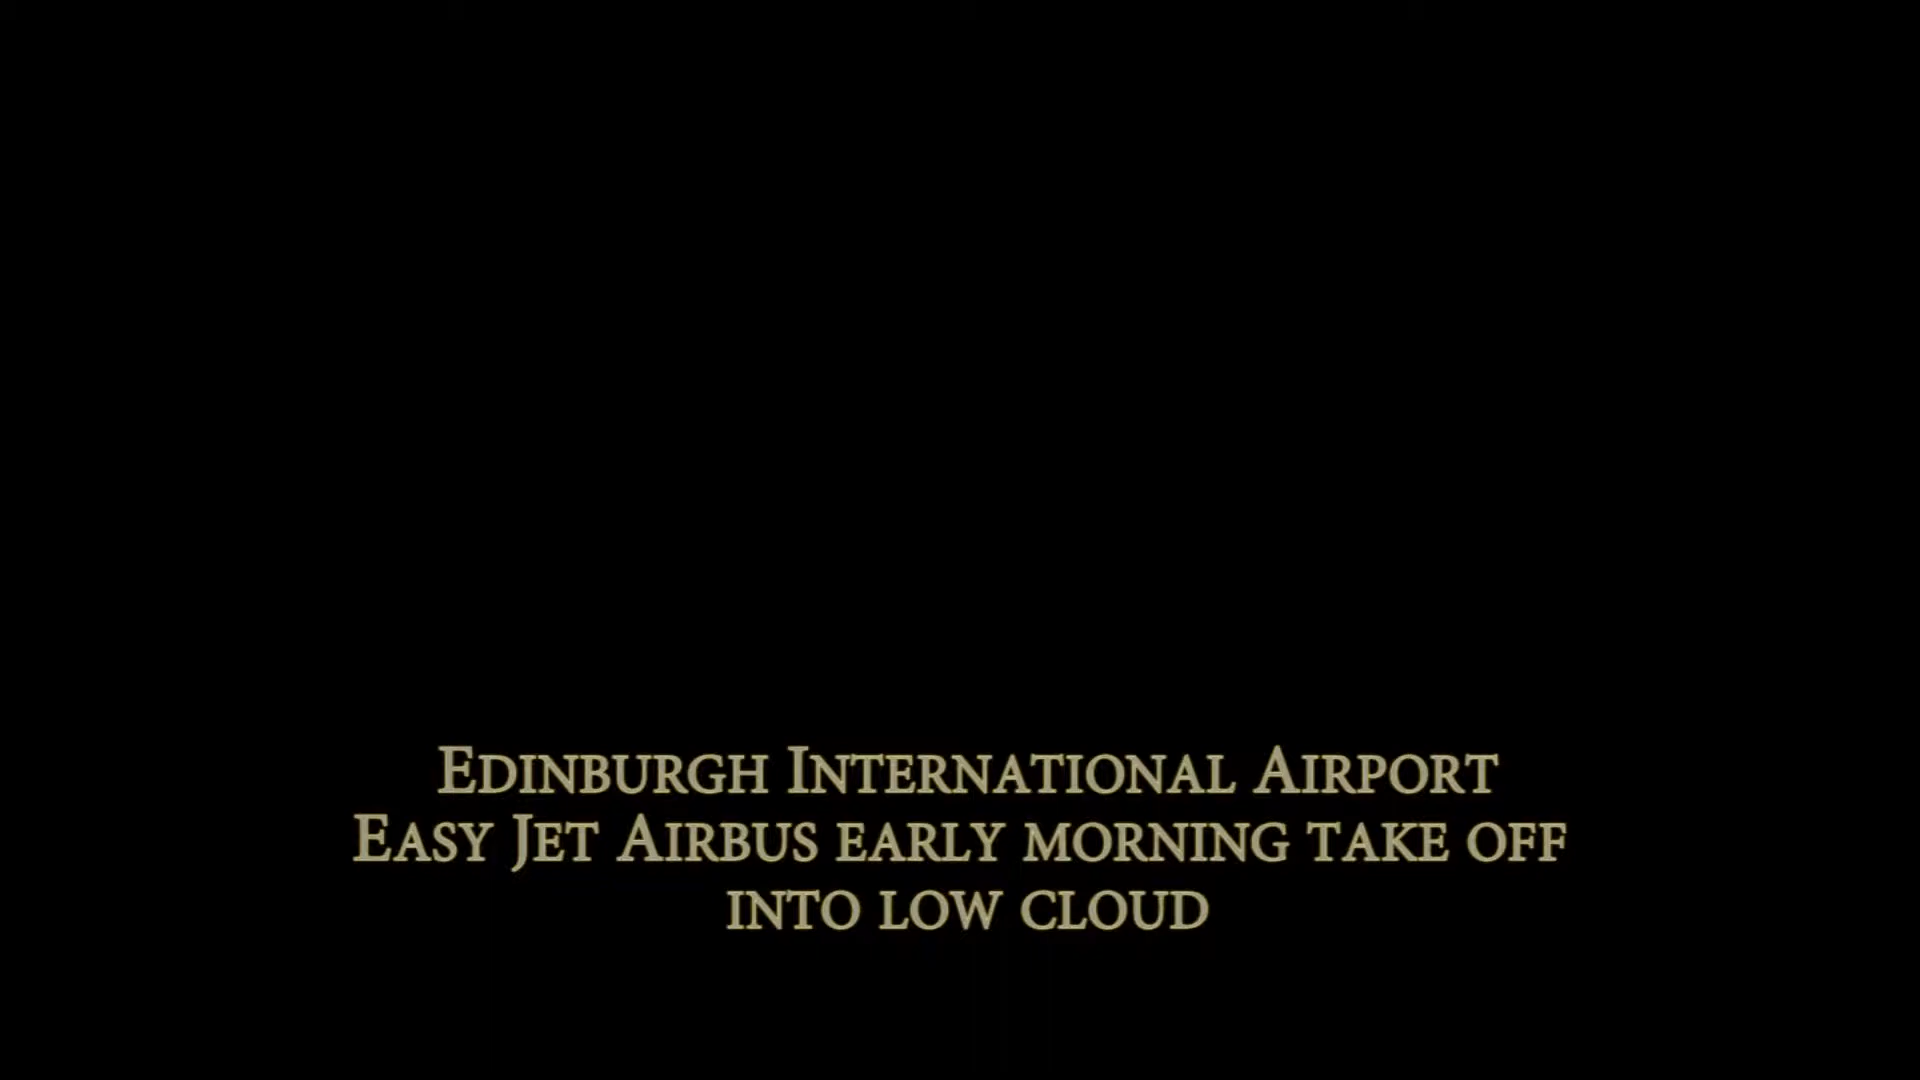 Edinburgh International Airport
Easy Jet Airbus early morning take off
into low cloud